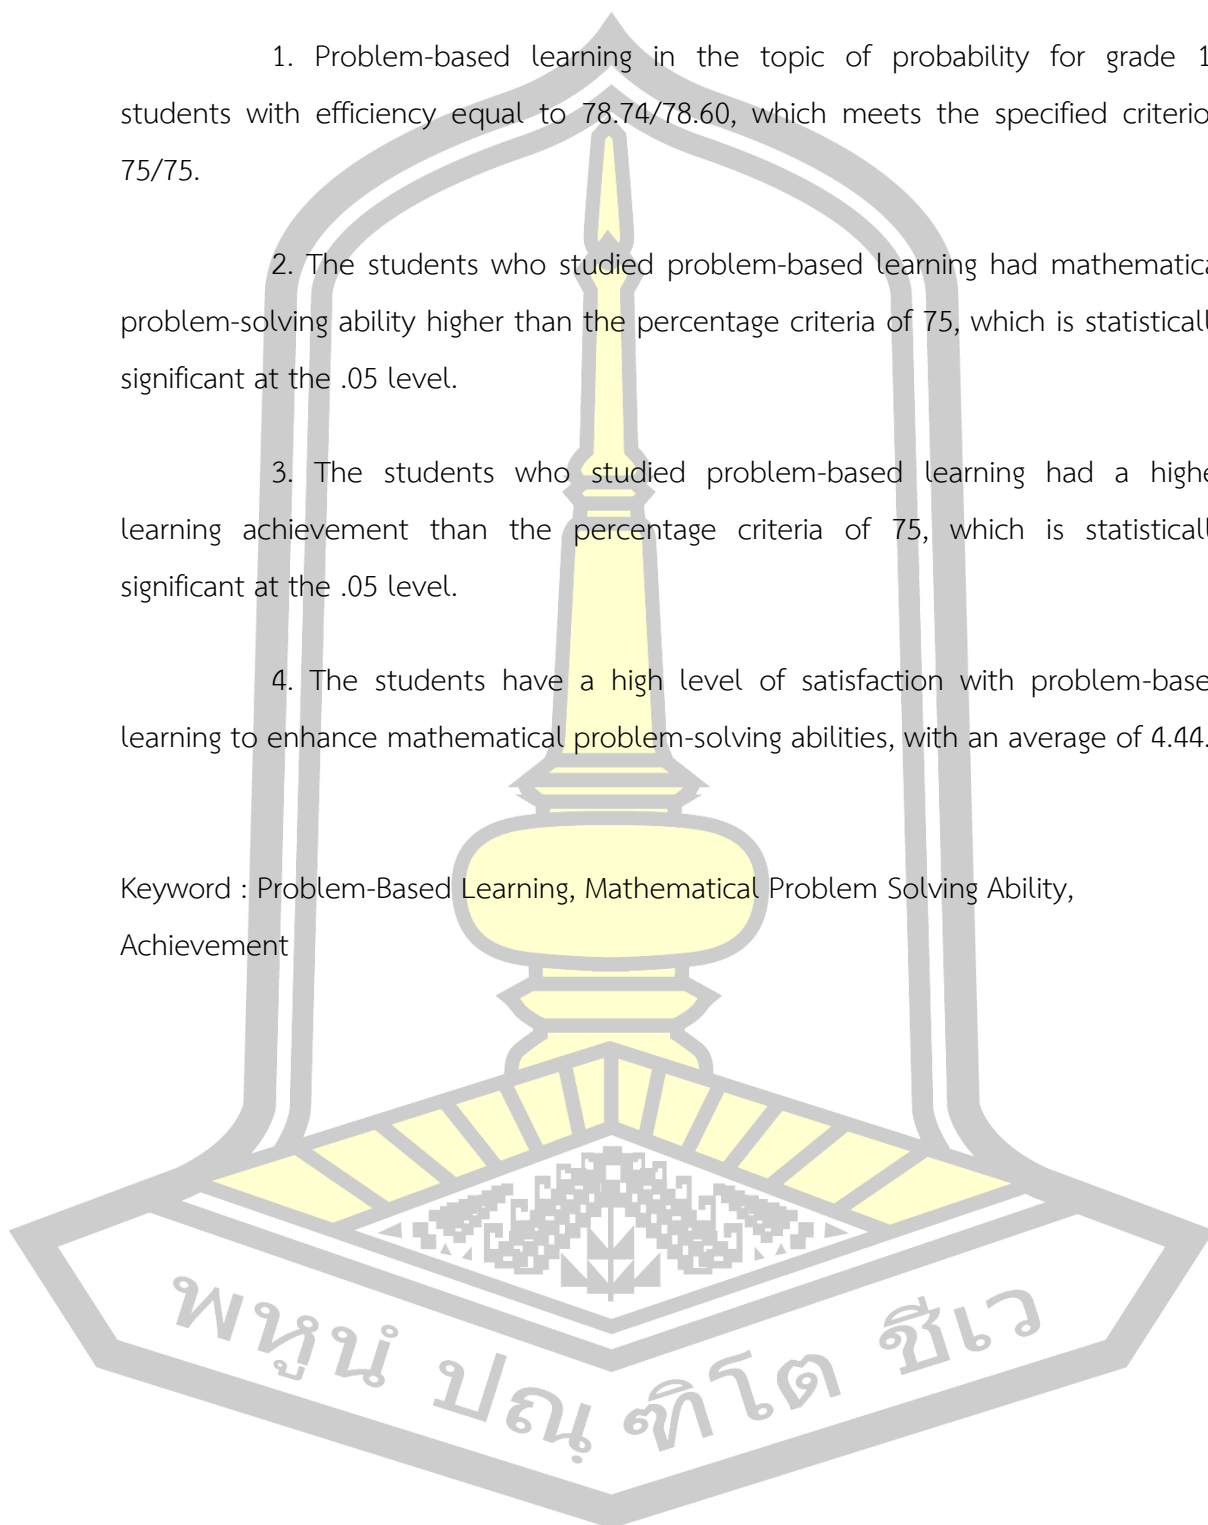 1. Problem-based learning in the topic of probability for grade 1
students with efficiency equal to 78.74/78.60, which meets the specified criterio
75/75.
2. The students who studied problem-based learning had mathematica
problem-solving ability higher than the percentage criteria of 75, which is statisticall
significant at the .05 level.
3. The students who studied problem-based learning had a highe
learning achievement than the percentage criteria of 75, which is statisticall
significant at the .05 level.
4. The students have a high level of satisfaction with problem-base
learning to enhance mathematical problem-solving abilities, with an average of 4.44.
Keyword : Problem-Based Learning, Mathematical Problem Solving Ability,
Achievement
พหูนํ ปณฺ ฑิโต ชีเว